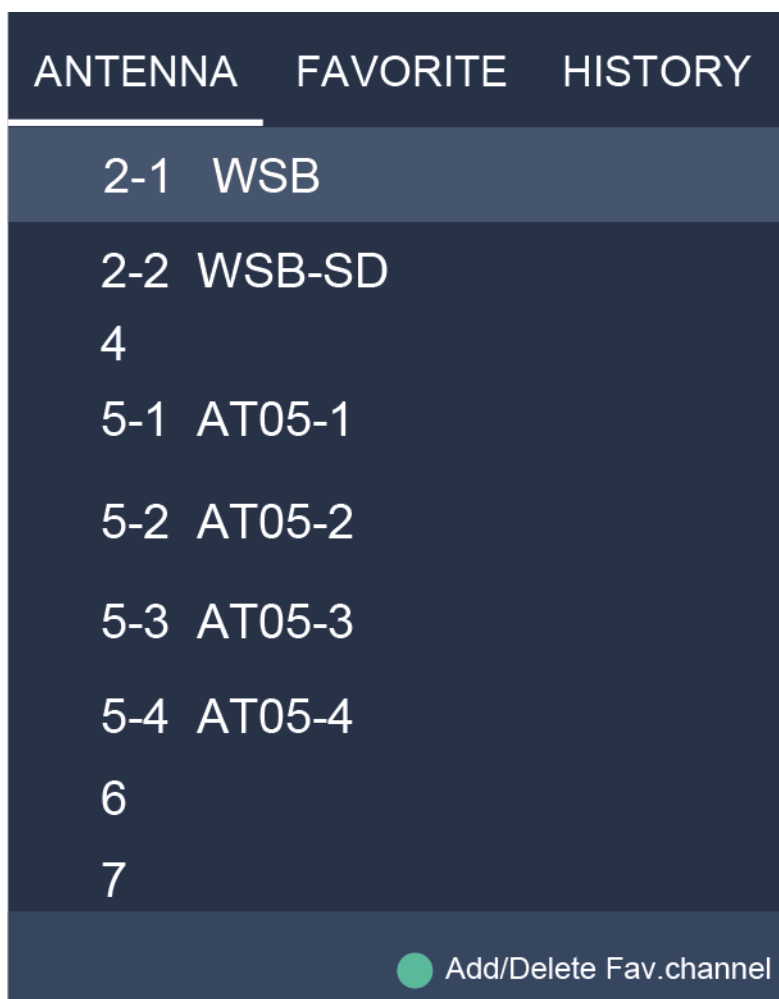 ANTENNA FAVORITE HISTORY
2-1 WSB
2-2 WSB-SD
4
5-1 AT05-1
5-2 AT05-2
5-3 AT05-3
5-4 AT05-4
6
7
Add/Delete Fav.channel